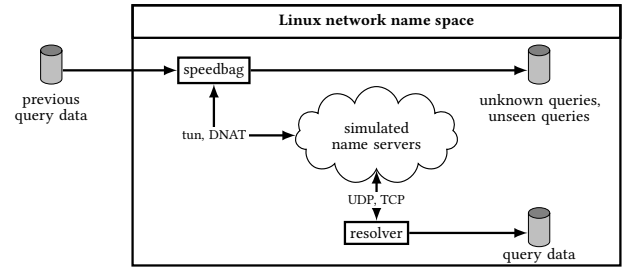 Linux network name space
speedbag
previous
query data
unknown queries,
unseen queries
tun, DNAT
simulated
name servers
UDP, TCP
resolver
query data